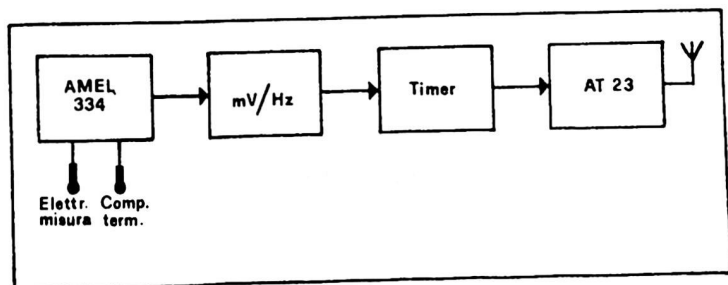 AMEL
334
mV/Hz
Timer
AT 23
Elettr. Comp.
misura term.